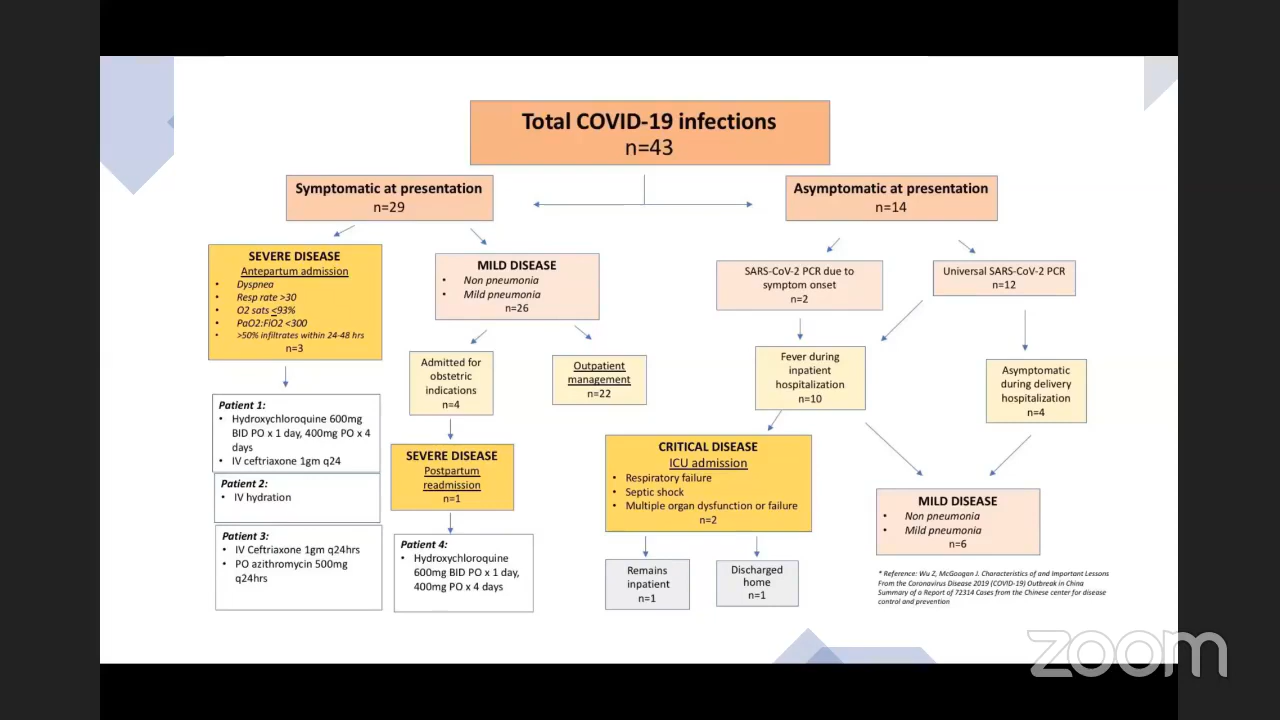 Total COVID-19 infections
n=43
Symptomatic at presentation
n=29
Asymptomatic at presentation
n=14
SEVERE DISEASE
Antepartum admission
• Dyspnea
• Resp rate >30
• O2 sats <93%
• PaO2:FiO2 <300
• >50% infiltrates within 24-48 hrs
n=3
MILD DISEASE
• Non pneumonia
• Mild pneumonia
n=26
SARS-CoV-2 PCR due to
symptom onset
n=2
Universal SARS-CoV-2 PCR
n=12
Admitted for
obstetric
indications
n=4
Outpatient
management
n=22
Fever during
inpatient
hospitalization
n=10
Asymptomatic
during delivery
hospitalization
n=4
Patient 1:
• Hydroxychloroquine 600mg
BID PO x 1 day, 400mg PO x 4
days
• IV ceftriaxone 1gm q24
Patient 2:
• IV hydration
Patient 3:
• IV Ceftriaxone 1gm q24hrs
• PO azithromycin 500mg
q24hrs
SEVERE DISEASE
Postpartum
readmission
n=1
Patient 4:
• Hydroxychloroquine
600mg BID PO x 1 day,
400mg PO x 4 days
CRITICAL DISEASE
ICU admission
• Respiratory failure
• Septic shock
• Multiple organ dysfunction or failure
n=2
Remains
inpatient
n=1
Discharged
home
n=1
MILD DISEASE
• Non pneumonia
• Mild pneumonia
n=6
* Reference: Wu Z, McGoogan J. Characteristics of and Important Lessons
From the Coronavirus Disease 2019 (COVID-19) Outbreak in China
Summary of a Report of 72314 Cases from the Chinese center for disease
control and prevention
zoom